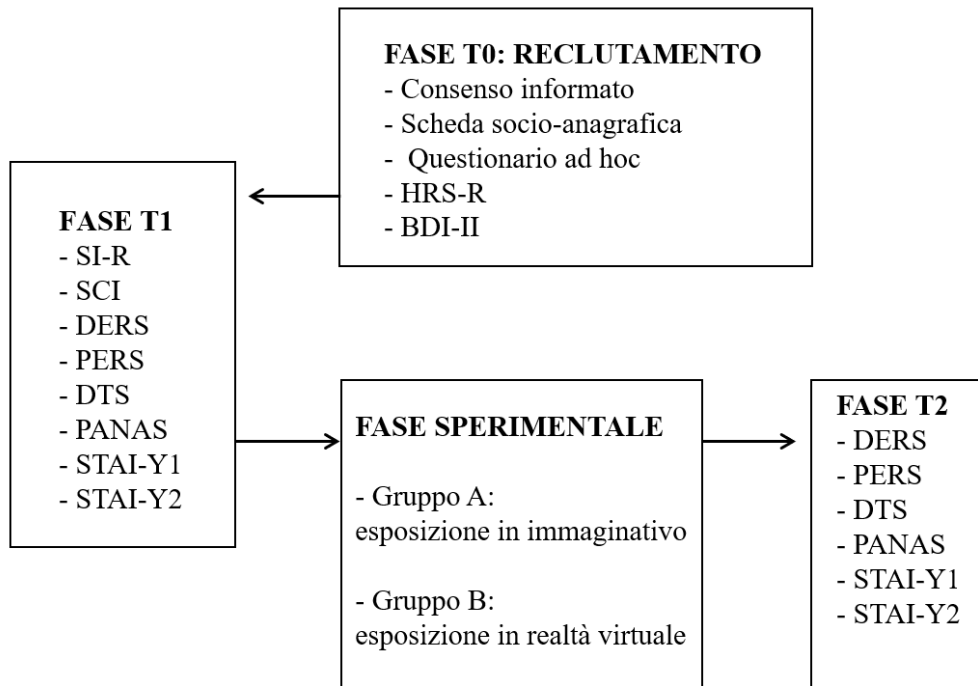 FASE T0: RECLUTAMENTO
- Consenso informato
- Scheda socio-anagrafica
- Questionario ad hoc
- HRS-R
- BDI-II
FASE T1
- SI-R
- SCI
- DERS
- PERS
- DTS
- PANAS
- STAI-Y1
- STAI-Y2
FASE SPERIMENTALE
- Gruppo A:
esposizione in immaginativo
- Gruppo B:
esposizione in realtà virtuale
FASE T2
- DERS
- PERS
- DTS
- PANAS
- STAI-Y1
- STAI-Y2